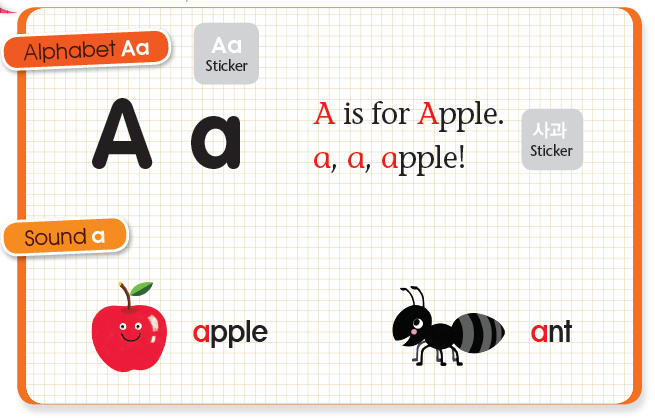 Alphabet Aa
Aa
Sticker
A a
A is for Apple.
a, a, apple!
사과
Sticker
Sound a
apple
ant